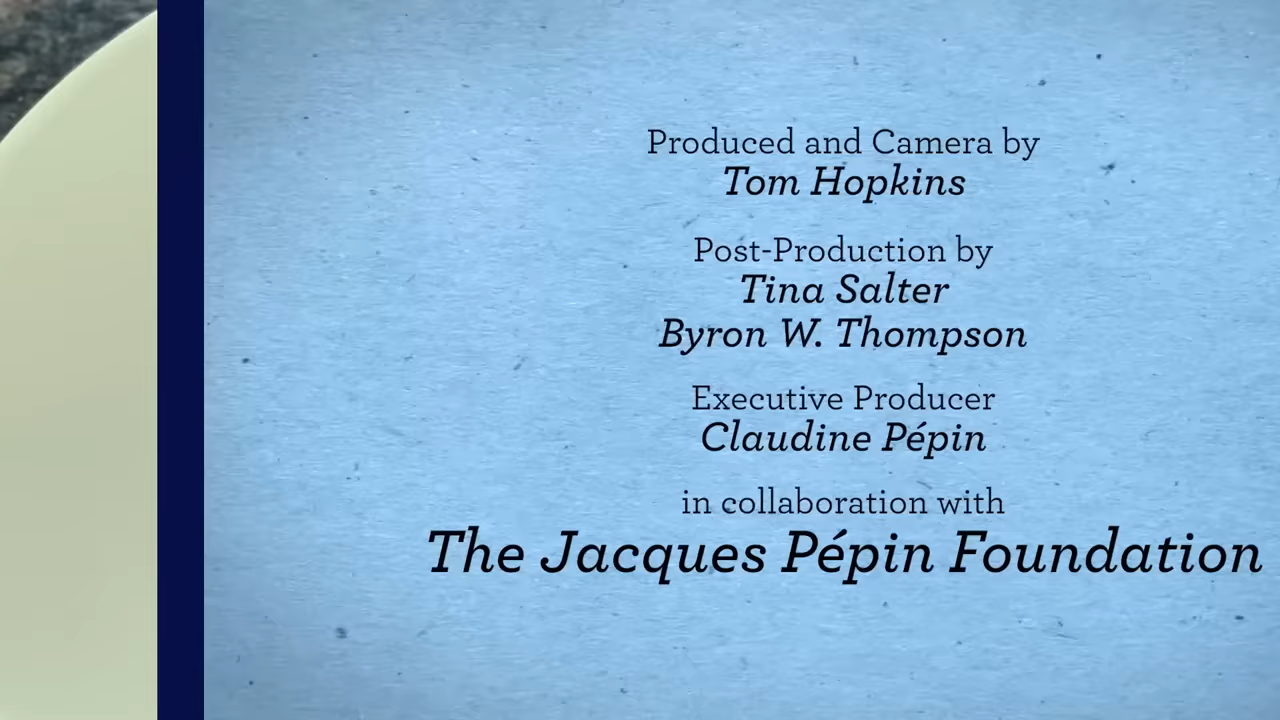 Produced and Camera by
Tom Hopkins
Post-Production by
Tina Salter
Byron W. Thompson
Executive Producer
Claudine Pépin
in collaboration with
The Jacques Pépin Foundation